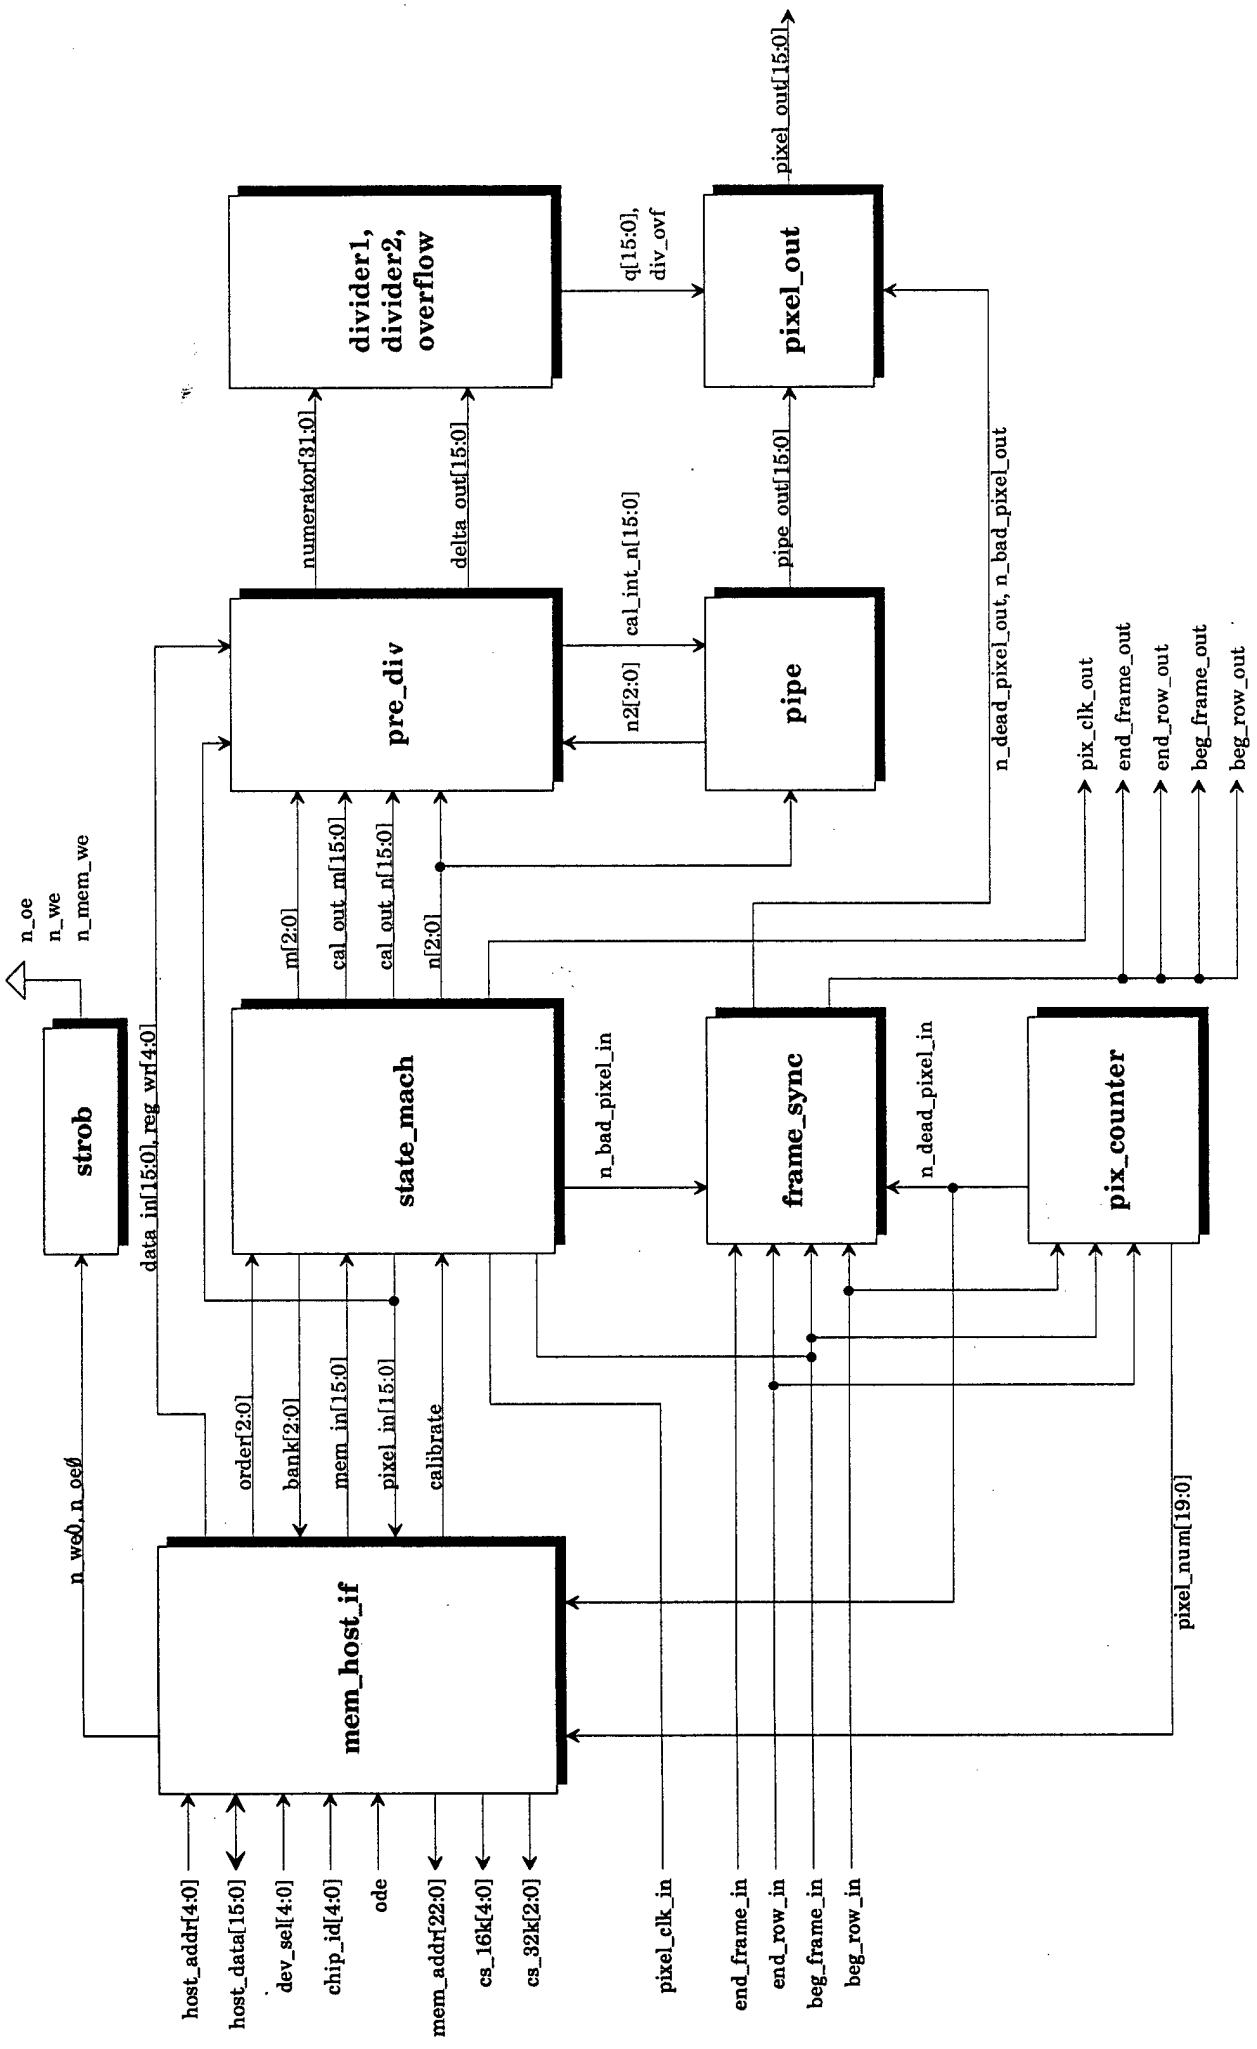 n_oe
n_we
n_mem_we
strob
n_we0, n_oe0
data_in[15:0], reg_wr[4:0]
host_addr[4:0]
host_data[15:0]
dev_sel[4:0]
chip_id[4:0]
ode
mem_addr[22:0]
cs_16k[4:0]
cs_32k[2:0]
mem_host_if
order[2:0]
bank[2:0]
mem_in[15:0]
pixel_in[15:0]
calibrate
state_mach
m[2:0]
cal_out_m[15:0]
cal_out_n[15:0]
n[2:0]
pre_div
numerator[31:0]
delta_out[15:0]
divider1,
divider2,
overflow
n_bad_pixel_in
n2[2:0]
cal_int_n[15:0]
q[15:0],
div_ovf
pixel_clk_in
end_frame_in
end_row_in
beg_frame_in
beg_row_in
frame_sync
pipe
pipe_out[15:0]
pixel_out
pixel_out[15:0]
n_dead_pixel_in
n_dead_pixel_out, n_bad_pixel_out
pix_counter
pixel_num[19:0]
pix_clk_out
end_frame_out
end_row_out
beg_frame_out
beg_row_out